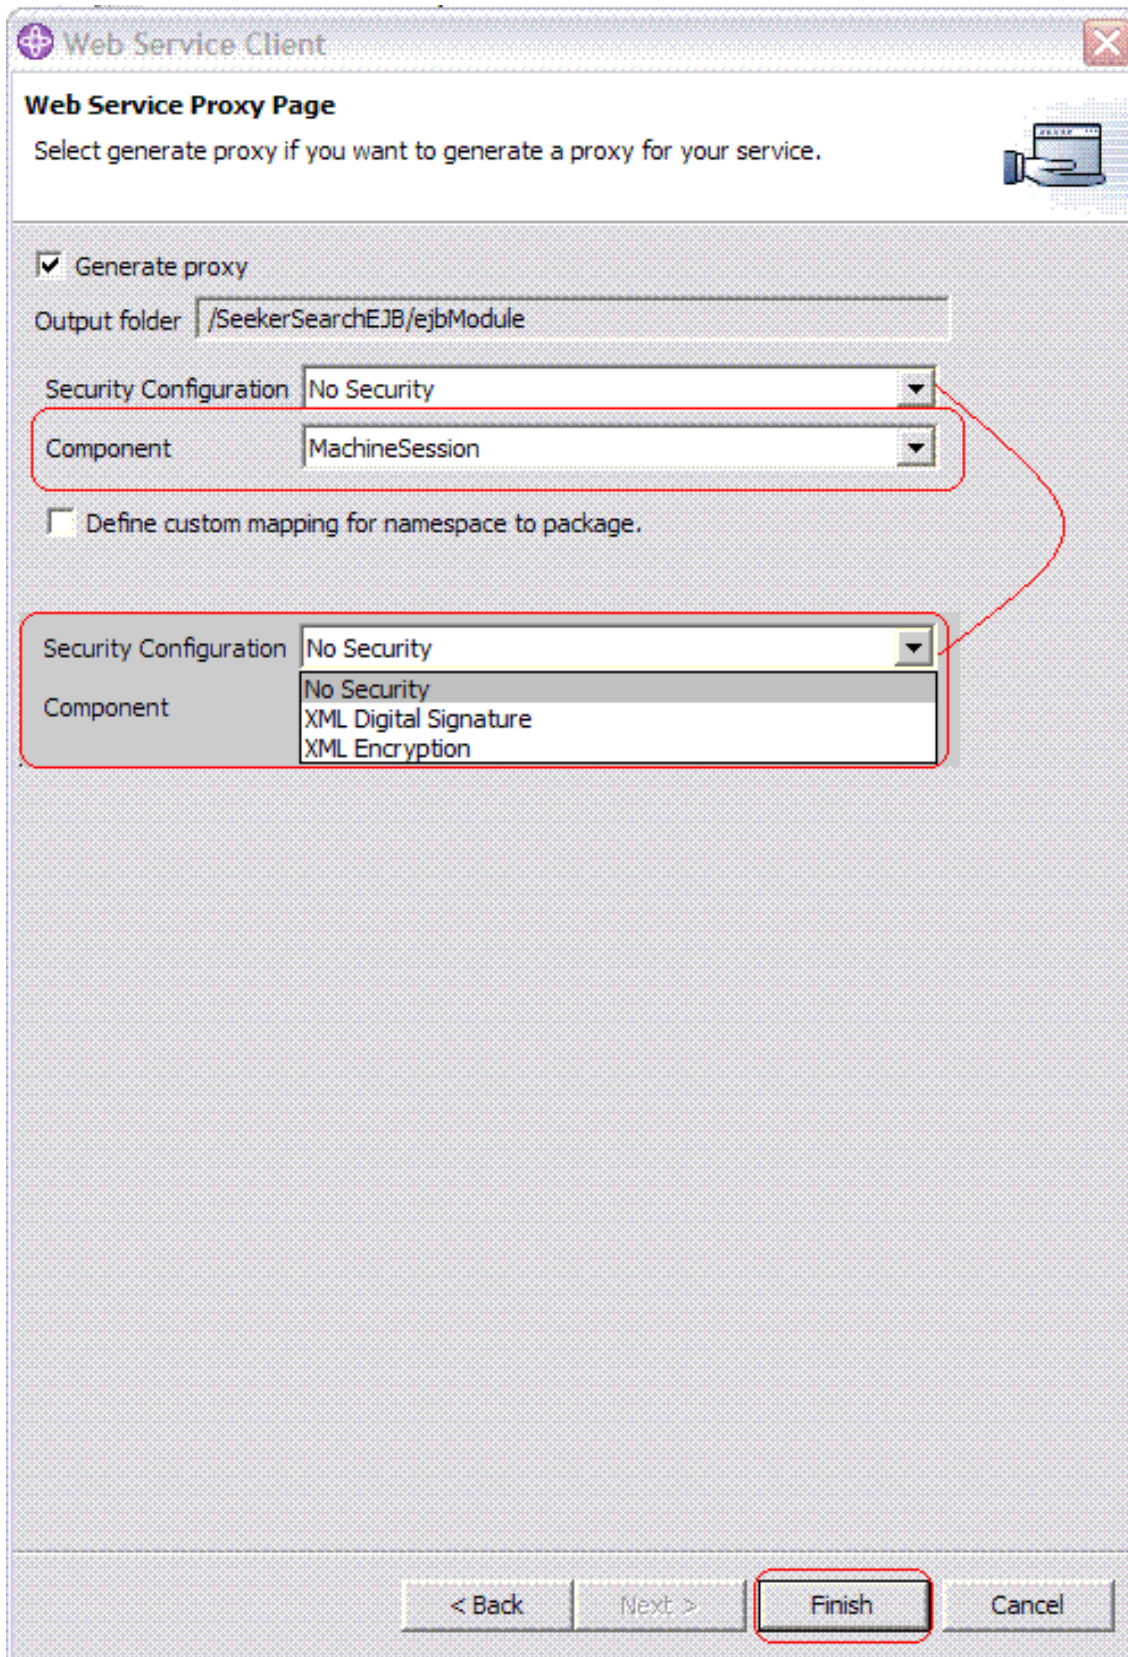 Web Service Client
Web Service Proxy Page
Select generate proxy if you want to generate a proxy for your service.
Generate proxy
Output folder /SeekerSearchEJB/ejbModule
Security Configuration No Security
Component MachineSession
Define custom mapping for namespace to package.
Security Configuration No Security
No Security
Component
XML Digital Signature
XML Encryption
< Back Next > Finish Cancel